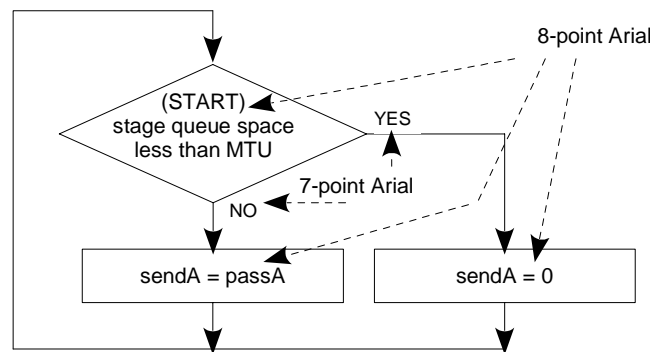 8-point Arial
(START)
stage queue space
less than MTU
YES
7-point Arial
NO
sendA = passA
sendA = 0